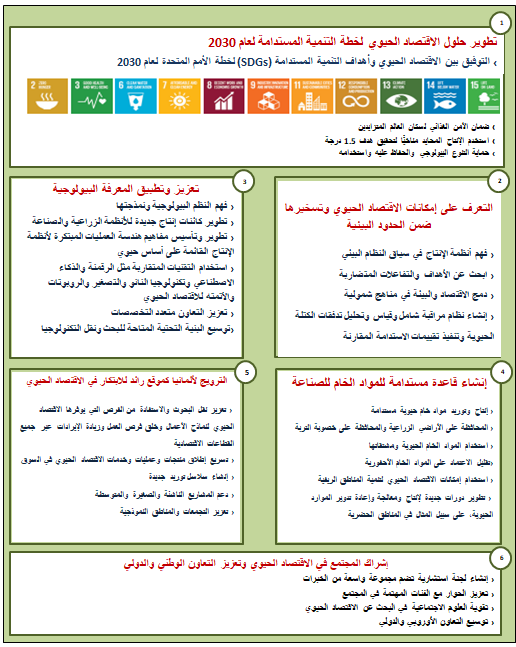 1
تطوير حلول الاقتصاد الحيوي لخطة التنمية المستدامة لعام 2030
› التوفيق بين الاقتصاد الحيوي وأهداف التنمية المستدامة (SDGs) لخطة الأمم المتحدة لعام 2030
2 ZERO HUNGER
3 GOOD HEALTH AND WELL-BEING
6 CLEAN WATER AND SANITATION
7 AFFORDABLE AND CLEAN ENERGY
8 DECENT WORK AND ECONOMIC GROWTH
9 INDUSTRY, INNOVATION AND INFRASTRUCTURE
11 SUSTAINABLE CITIES AND COMMUNITIES
12 RESPONSIBLE CONSUMPTION AND PRODUCTION
13 CLIMATE ACTION
14 LIFE BELOW WATER
15 LIFE ON LAND
› ضمان الأمن الغذائي لسكان العالم المتزايدين
› استخدم الإنتاج المحايد مناخيًا لتحقيق هدف 1.5 درجة
› حماية التنوع البيولوجي والحفاظ عليه واستخدامه
2
التعرف على إمكانات الاقتصاد الحيوي وتسخيرها
ضمن الحدود البيئية
› فهم أنظمة الإنتاج في سياق النظام البيئي
› ابحث عن الأهداف والتفاعلات المتضاربة
› دمج الاقتصاد والبيئة في مناهج شمولية
› إنشاء نظام مراقبة شامل وقياس وتحليل تدفقات الكتلة
الحيوية وتنفيذ تقييمات الاستدامة المقارنة
3
تعزيز وتطبيق المعرفة البيولوجية
› فهم النظم البيولوجية ونمذجتها
› تطوير كائنات إنتاج جديدة للأنظمة الزراعية والصناعة
› تطوير وتأسيس مفاهيم هندسة العمليات المبتكرة لأنظمة
الإنتاج القائمة على أساس حيوي
› استخدام التقنيات المتقاربة مثل الرقمنة والذكاء
الاصطناعي وتكنولوجيا النانو والتصغير والروبوتات
والأتمته للاقتصاد الحيوي
› تعزيز التعاون متعدد التخصصات
›توسيع البنية التحتية المتاحة للبحث ونقل التكنولوجيا
4
إنشاء قاعدة مستدامة للمواد الخام للصناعة
› إنتاج وتوريد مواد خام حيوية مستدامة
› المحافظة على الأراضي الزراعية والمحافظة على خصوبة التربة
› استخدام المواد الخام الحيوية ومشتقاتها
›تقليل الاعتماد على المواد الخام الأحفورية
› استخدام إمكانات الاقتصاد الحيوي لتنمية المناطق الريفية
› تطوير دورات جديدة لإنتاج ومعالجة وإعادة تدوير الموارد
الحيوية، على سبيل المثال في المناطق الحضرية
5
الترويج لألمانيا كموقع رائد للابتكار في الاقتصاد الحيوي
› تعزيز نقل البحوث والاستفادة من الفرص التي يوفرها الاقتصاد
الحيوي لنماذج الأعمال وخلق فرص العمل وزيادة الإيرادات عبر جميع
القطاعات الاقتصادية
› تسريع إطلاق منتجات وعمليات وخدمات الاقتصاد الحيوي في السوق
› إنشاء سلاسل توريد جديدة
› دعم المشاريع الناشئة والصغيرة والمتوسطة
› تعزيز التجمعات والمناطق النموذجية
6
إشراك المجتمع في الاقتصاد الحيوي وتعزيز التعاون الوطني والدولي
› إنشاء لجنة استشارية تضم مجموعة واسعة من الخبرات
› تعزيز الحوار مع الفئات المهتمة في المجتمع
› تقوية العلوم الاجتماعية في البحث عن الاقتصاد الحيوي
› توسيع التعاون الأوروبي والدولي